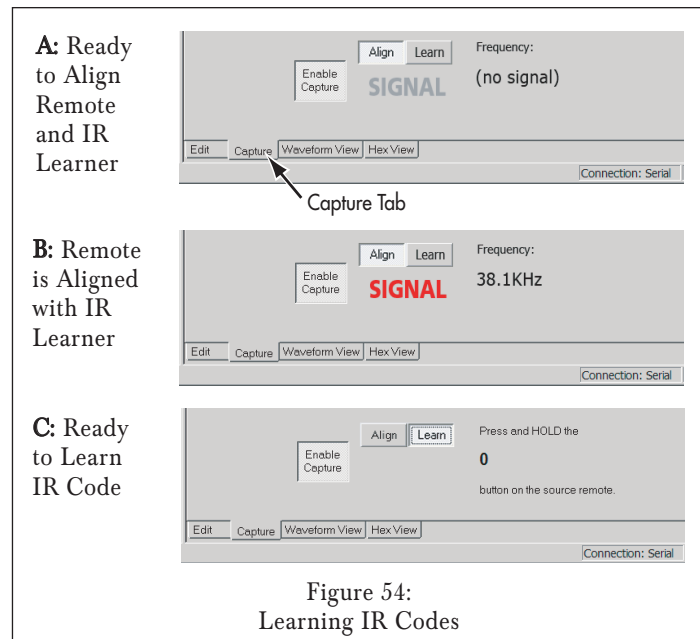 A: Ready
to Align
Remote
and IR
Learner
Align Learn
Enable
Capture
SIGNAL
Frequency:
(no signal)
Edit Capture Waveform View Hex View
Connection: Serial
Capture Tab
B: Remote
is Aligned
with IR
Learner
Align Learn
Enable
Capture
SIGNAL
Frequency:
38.1KHz
Edit Capture Waveform View Hex View
Connection: Serial
C: Ready
to Learn
IR Code
Align Learn
Enable
Capture
Press and HOLD the
0
button on the source remote.
Edit Capture Waveform View Hex View
Connection: Serial
Figure 54:
Learning IR Codes